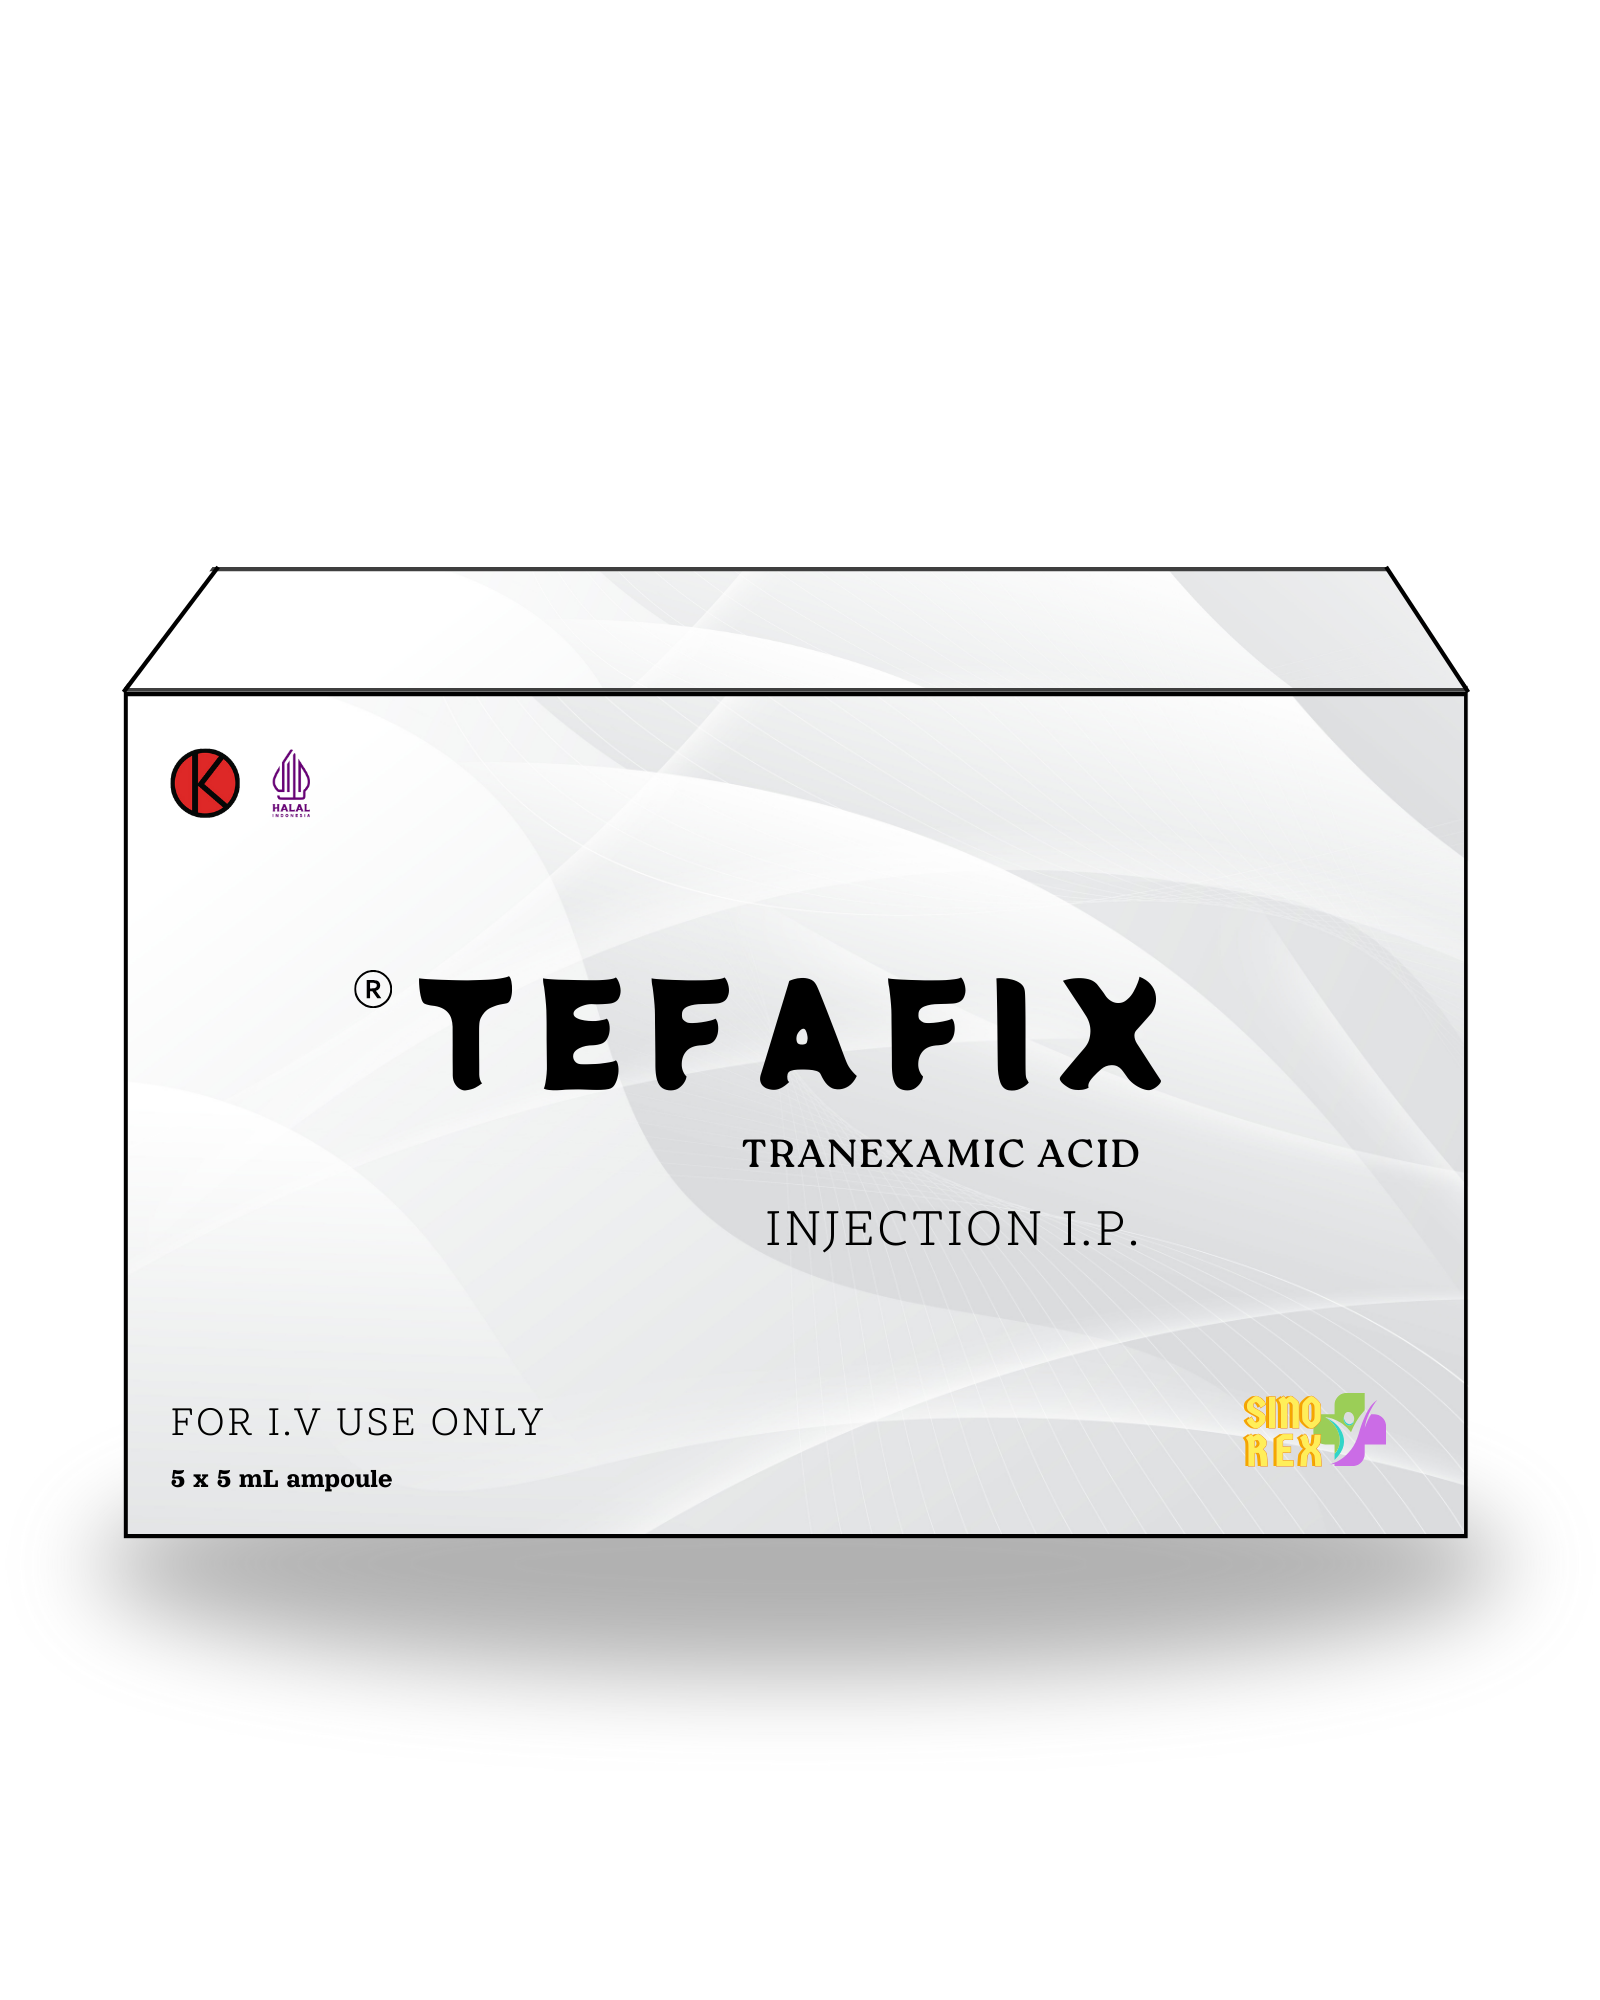 K
HALAL
INDONESIA
® TEFAFIX
TRANEXAMIC ACID
INJECTION I.P.
FOR I.V USE ONLY
5 x 5 mL ampoule
SINO
REX